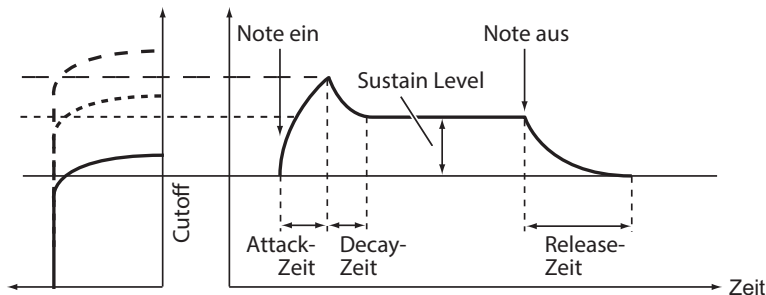 Note ein
Note aus
Sustain Level
Cutoff
Attack-
Zeit
Decay-
Zeit
Release-
Zeit
Zeit